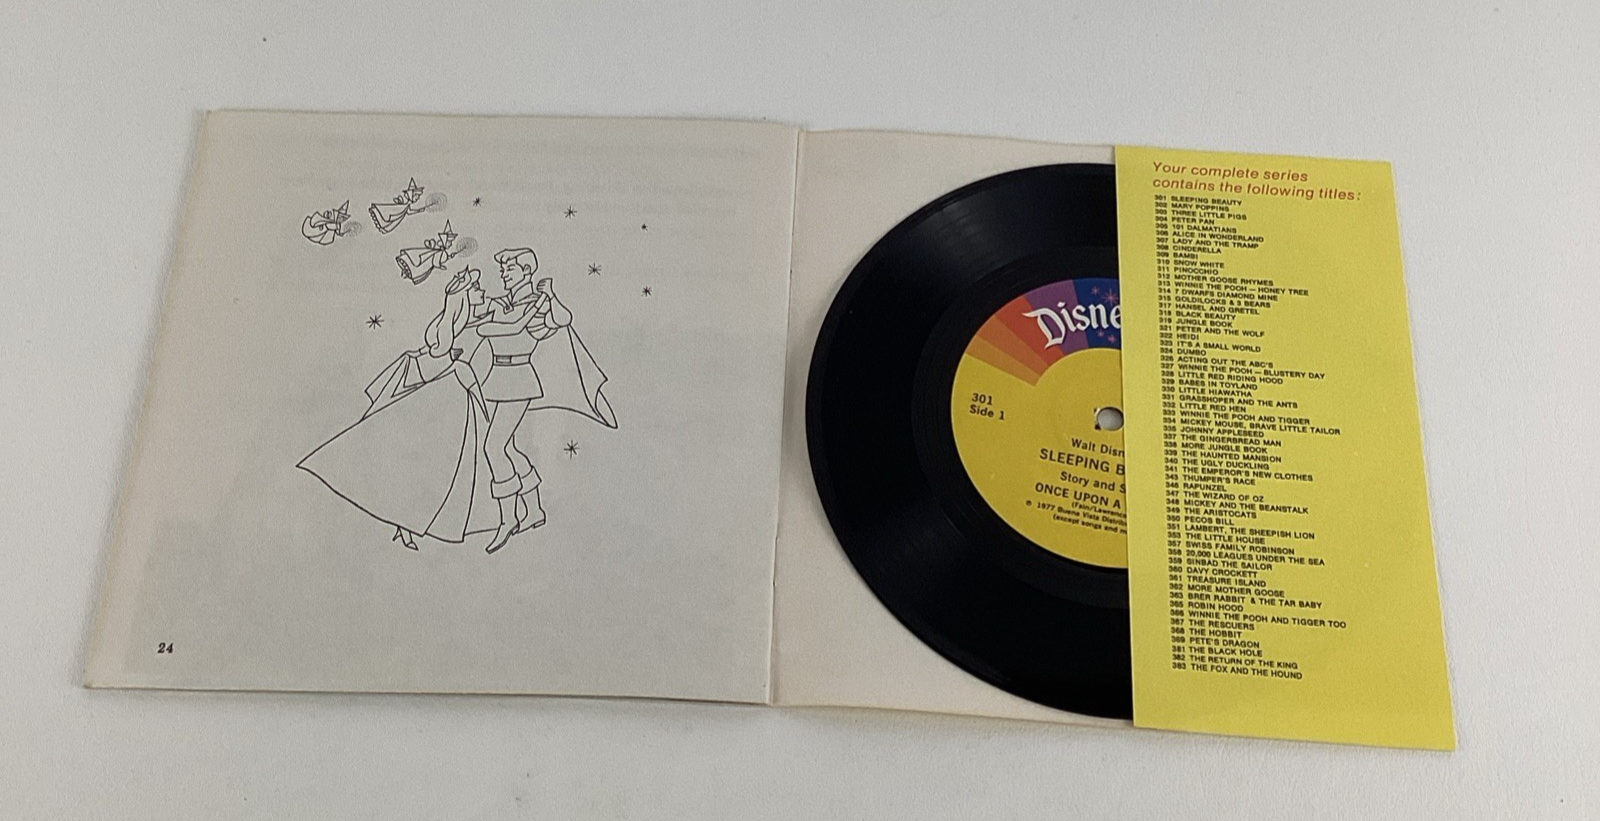 24
Disne
301
Side 1
Walt Disn
SLEEPING B
Story and S
ONCE UPON A
(Fain/Lawrence
℗ 1977 Buena Vista Distrib
(except songs and m
Your complete series
contains the following titles:
301 SLEEPING BEAUTY
302 MARY POPPINS
303 THREE LITTLE PIGS
304 PETER PAN
305 101 DALMATIANS
306 ALICE IN WONDERLAND
307 LADY AND THE TRAMP
308 CINDERELLA
309 BAMBI
310 SNOW WHITE
311 PINOCCHIO
312 MOTHER GOOSE RHYMES
313 WINNIE THE POOH — HONEY TREE
314 7 DWARFS DIAMOND MINE
315 GOLDILOCKS & 3 BEARS
317 HANSEL AND GRETEL
318 BLACK BEAUTY
319 JUNGLE BOOK
321 PETER AND THE WOLF
322 HEIDI
323 IT'S A SMALL WORLD
324 DUMBO
326 ACTING OUT THE ABC'S
327 WINNIE THE POOH — BLUSTERY DAY
328 LITTLE RED RIDING HOOD
329 BABES IN TOYLAND
330 LITTLE HIAWATHA
331 GRASSHOPER AND THE ANTS
332 LITTLE RED HEN
333 WINNIE THE POOH AND TIGGER
334 MICKEY MOUSE, BRAVE LITTLE TAILOR
335 JOHNNY APPLESEED
337 THE GINGERBREAD MAN
338 MORE JUNGLE BOOK
339 THE HAUNTED MANSION
340 THE UGLY DUCKLING
341 THE EMPEROR'S NEW CLOTHES
343 THUMPER'S RACE
346 RAPUNZEL
347 THE WIZARD OF OZ
348 MICKEY AND THE BEANSTALK
349 THE ARISTOCATS
350 PECOS BILL
351 LAMBERT, THE SHEEPISH LION
353 THE LITTLE HOUSE
357 SWISS FAMILY ROBINSON
358 20,000 LEAGUES UNDER THE SEA
359 SINBAD THE SAILOR
360 DAVY CROCKETT
361 TREASURE ISLAND
362 MORE MOTHER GOOSE
363 BRER RABBIT & THE TAR BABY
365 ROBIN HOOD
366 WINNIE THE POOH AND TIGGER TOO
367 THE RESCUERS
368 THE HOBBIT
369 PETE'S DRAGON
381 THE BLACK HOLE
382 THE RETURN OF THE KING
383 THE FOX AND THE HOUND